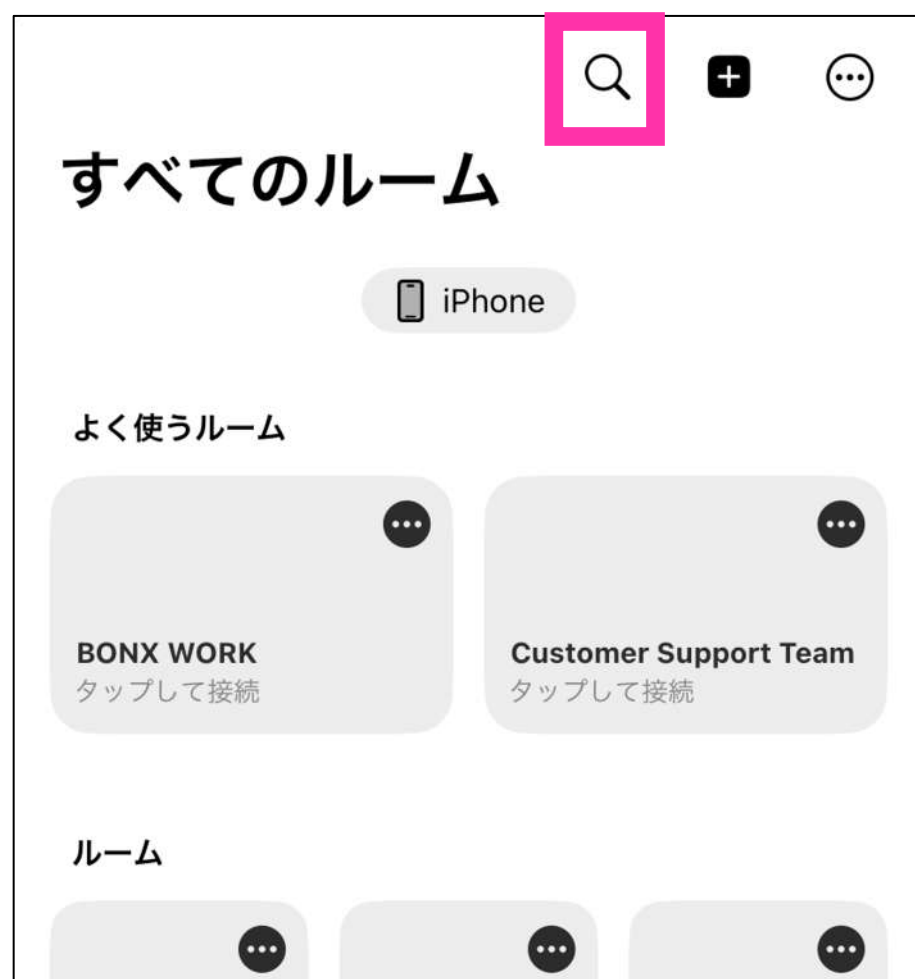 すべてのルーム
iPhone
よく使うルーム
BONX WORK
タップして接続
Customer Support Team
タップして接続
ルーム